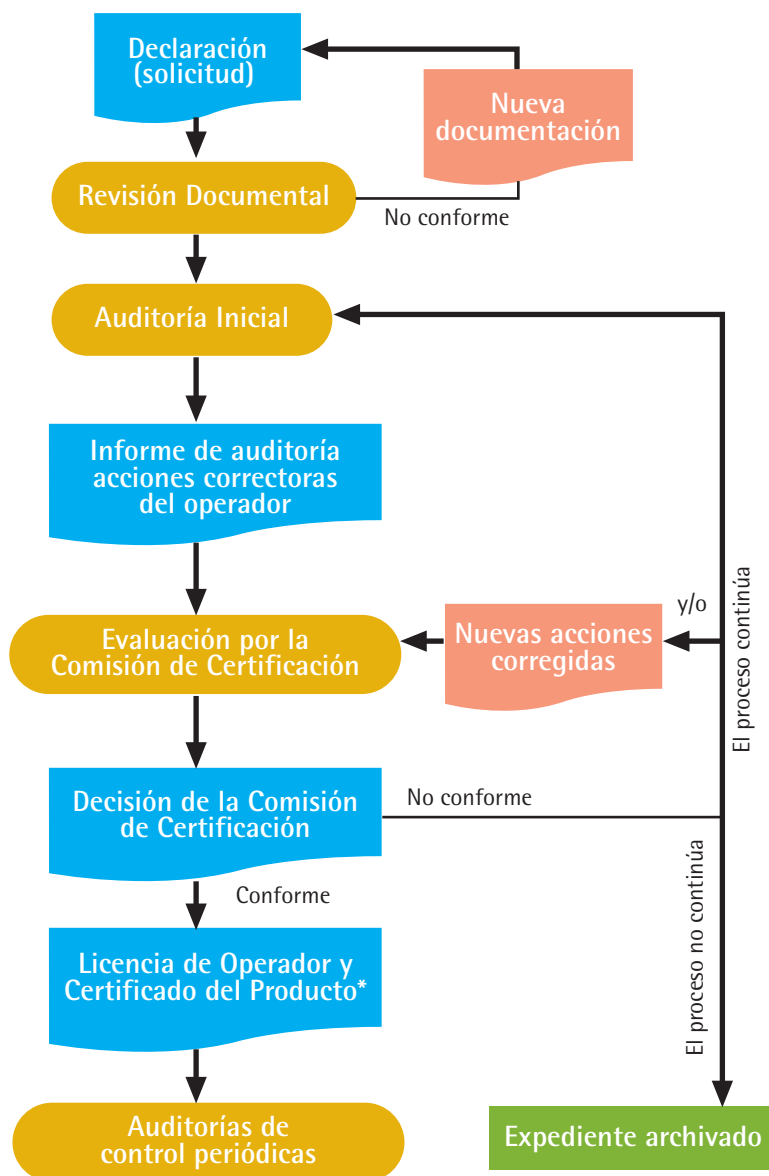 Declaración
(solicitud)
Nueva
documentación
Revisión Documental
No conforme
Auditoría Inicial
Informe de auditoría
acciones correctoras
del operador
El proceso continúa
y/o
Evaluación por la
Comisión de Certificación
Nuevas acciones
corregidas
Decisión de la Comisión
de Certificación
No conforme
Conforme
El proceso no continúa
Licencia de Operador y
Certificado del Producto*
Auditorías de
control periódicas
Expediente archivado